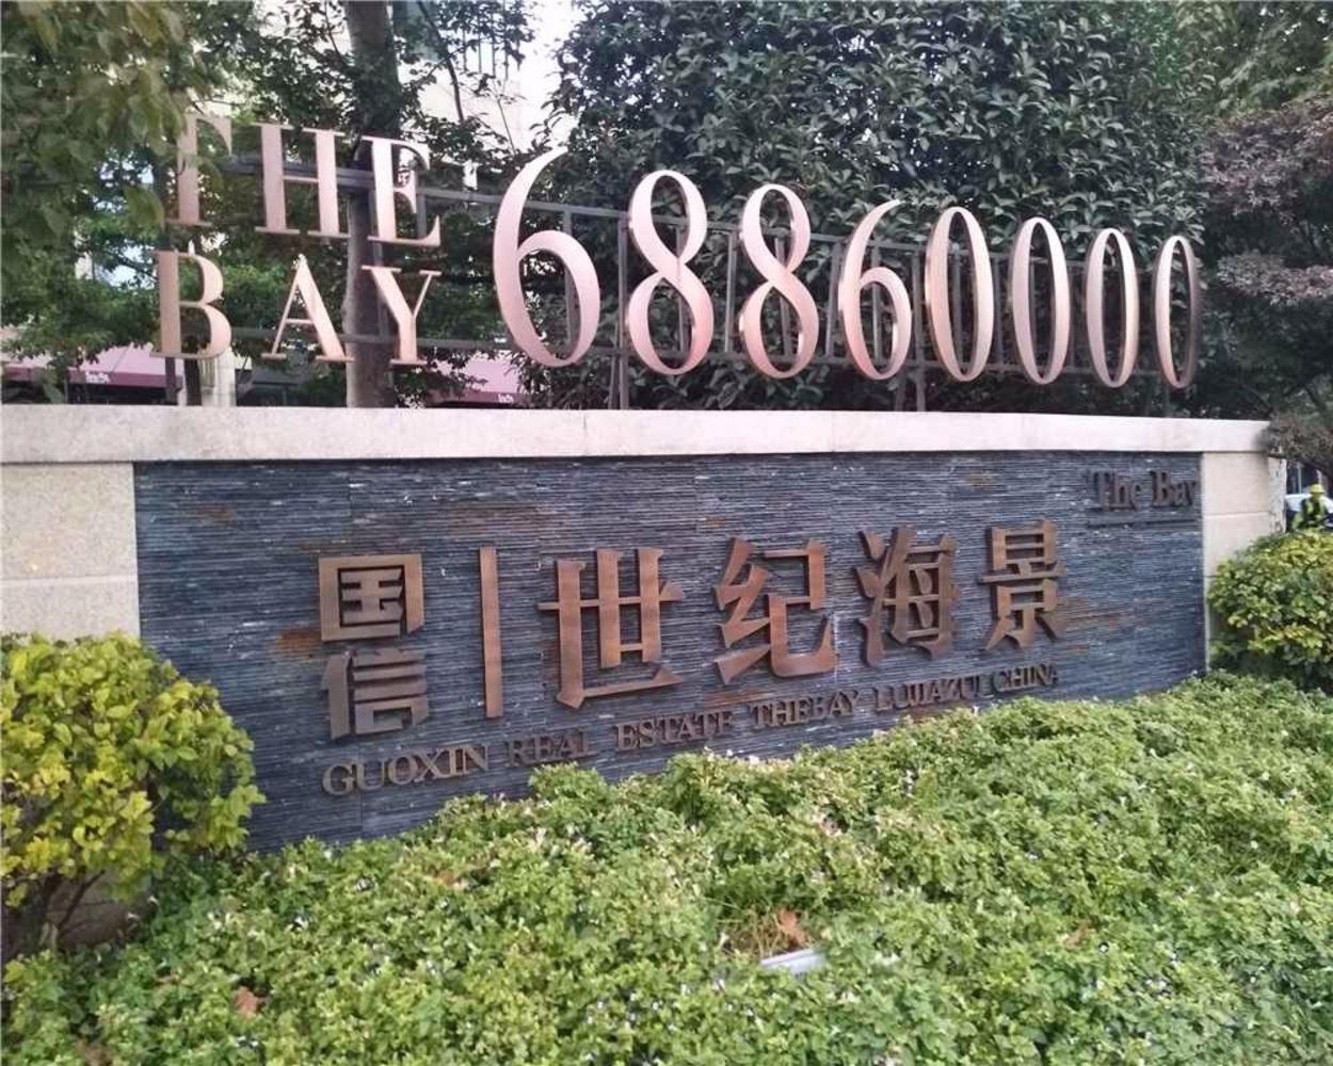 THE
BAY
68860000
The Bay
国信
世纪海景
GUOXIN REAL ESTATE THEBAY LUJIAZUI CHINA